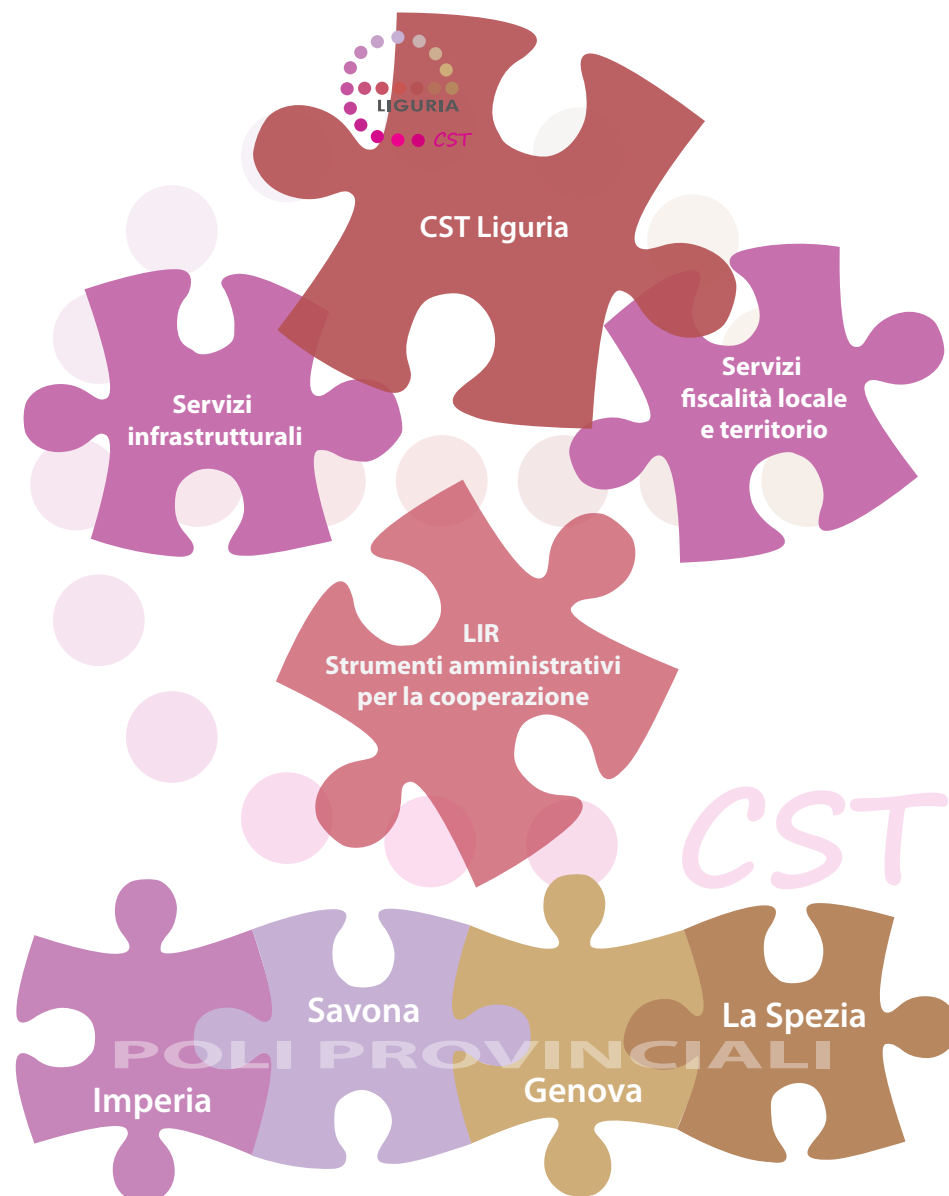 LIGURIA
CST
CST Liguria
Servizi
infrastrutturali
Servizi
fiscalità locale
e territorio
LIR
Strumenti amministrativi
per la cooperazione
CST
Savona
La Spezia
POLI PROVINCIALI
Imperia
Genova